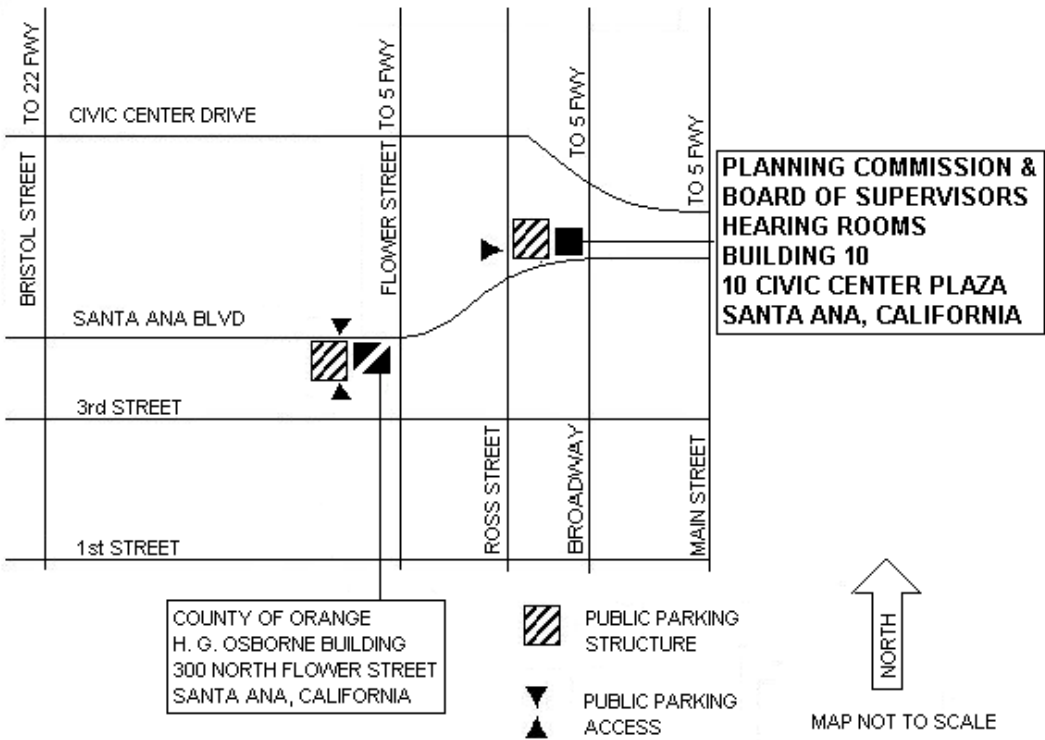 TO 22 FWY
TO 5 FWY
TO 5 FWY
TO 5 FWY
CIVIC CENTER DRIVE
BRISTOL STREET
FLOWER STREET
PLANNING COMMISSION &
BOARD OF SUPERVISORS
HEARING ROOMS
BUILDING 10
10 CIVIC CENTER PLAZA
SANTA ANA, CALIFORNIA
SANTA ANA BLVD
3rd STREET
ROSS STREET
BROADWAY
MAIN STREET
1st STREET
COUNTY OF ORANGE
H. G. OSBORNE BUILDING
300 NORTH FLOWER STREET
SANTA ANA, CALIFORNIA
PUBLIC PARKING
STRUCTURE
PUBLIC PARKING
ACCESS
NORTH
MAP NOT TO SCALE